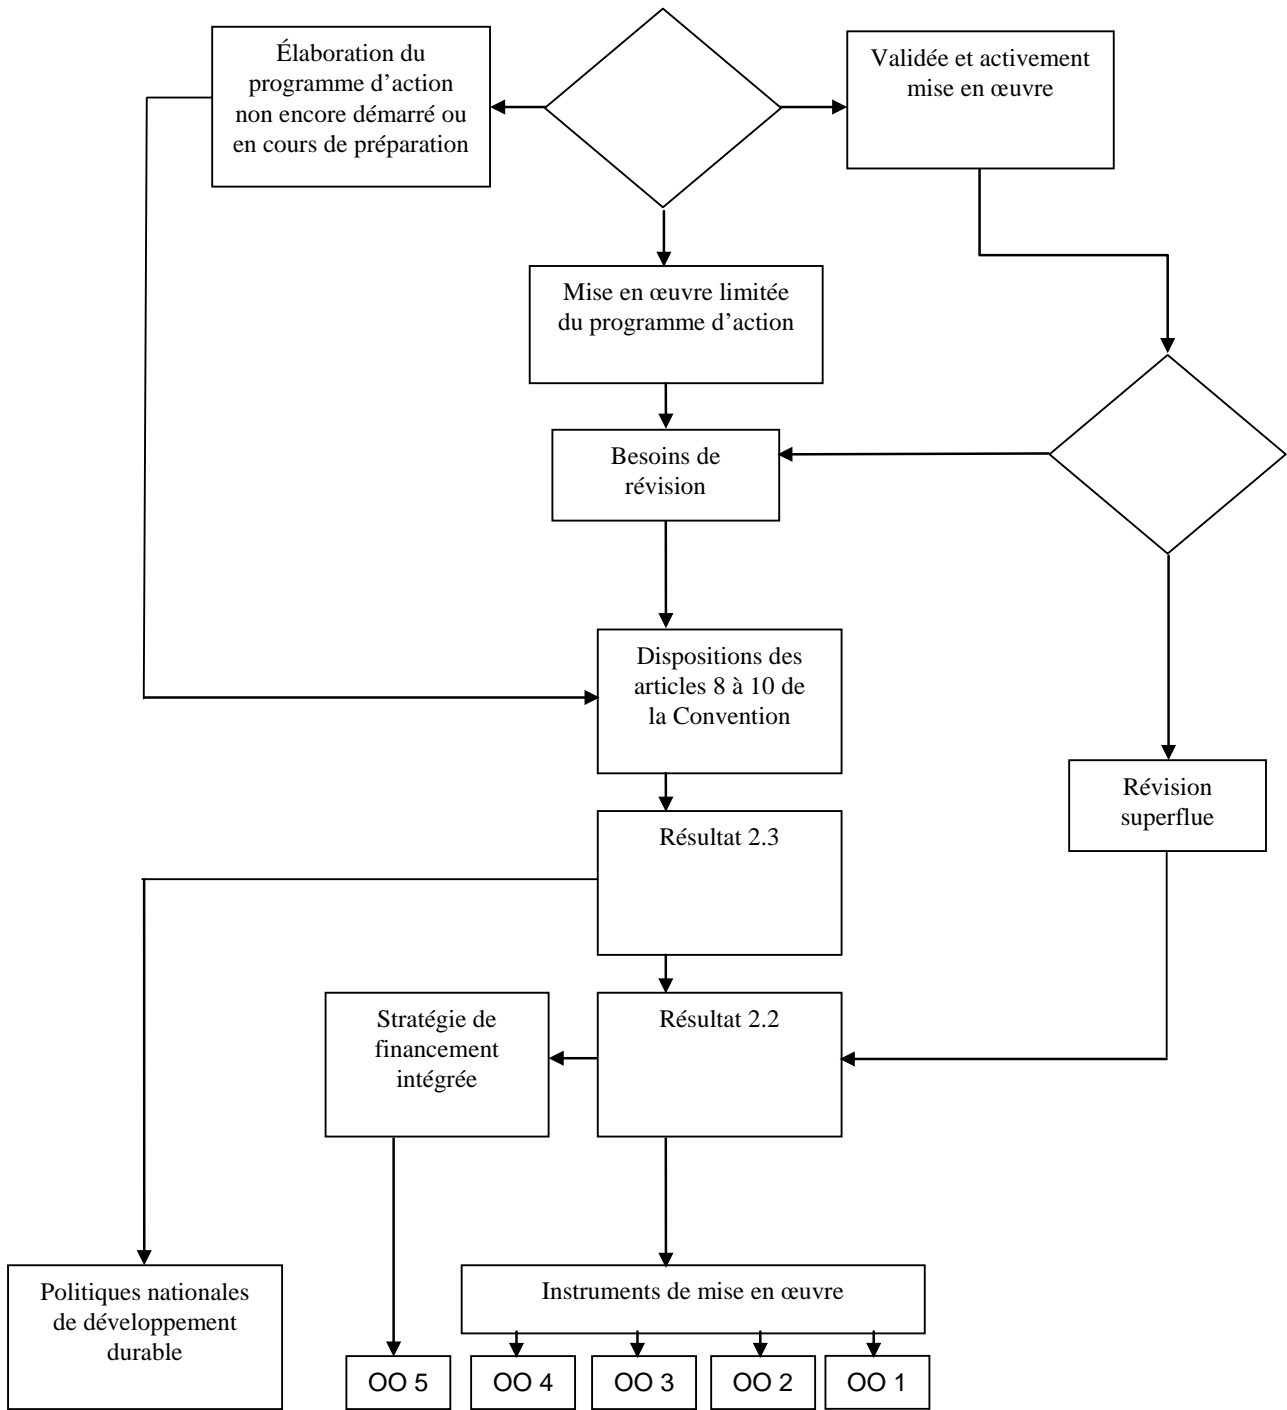 Élaboration du
programme d’action
non encore démarré ou
en cours de préparation
Validée et activement
mise en œuvre
Mise en œuvre limitée
du programme d’action
Besoins de
révision
Dispositions des
articles 8 à 10 de
la Convention
Révision
superflue
Résultat 2.3
Stratégie de
financement
intégrée
Résultat 2.2
Politiques nationales
de développement
durable
Instruments de mise en œuvre
OO 5
OO 4
OO 3
OO 2
OO 1